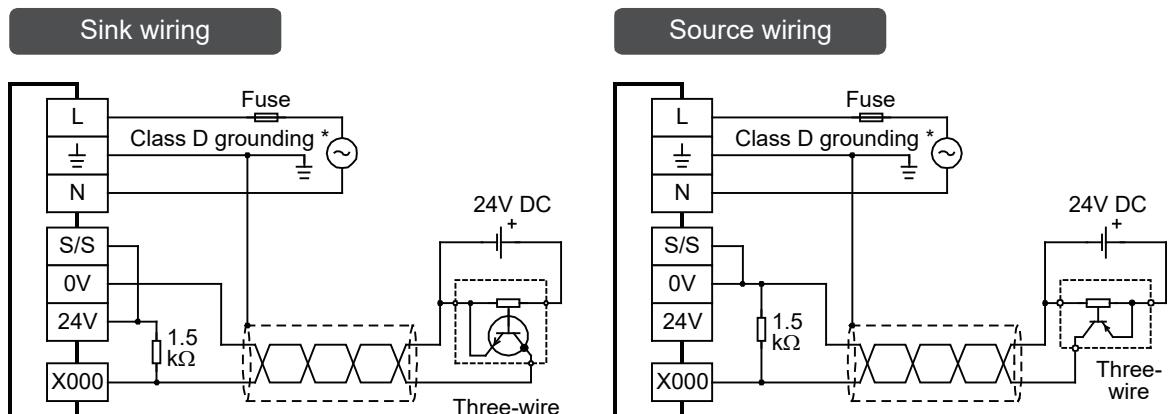 Sink wiring
Source wiring
L
Fuse
Class D grounding *
N
24V DC
+
S/S
0V
24V
1.5
kΩ
X000
Three-wire
L
Fuse
Class D grounding *
N
24V DC
+
S/S
0V
24V
1.5
kΩ
X000
Three-
wire